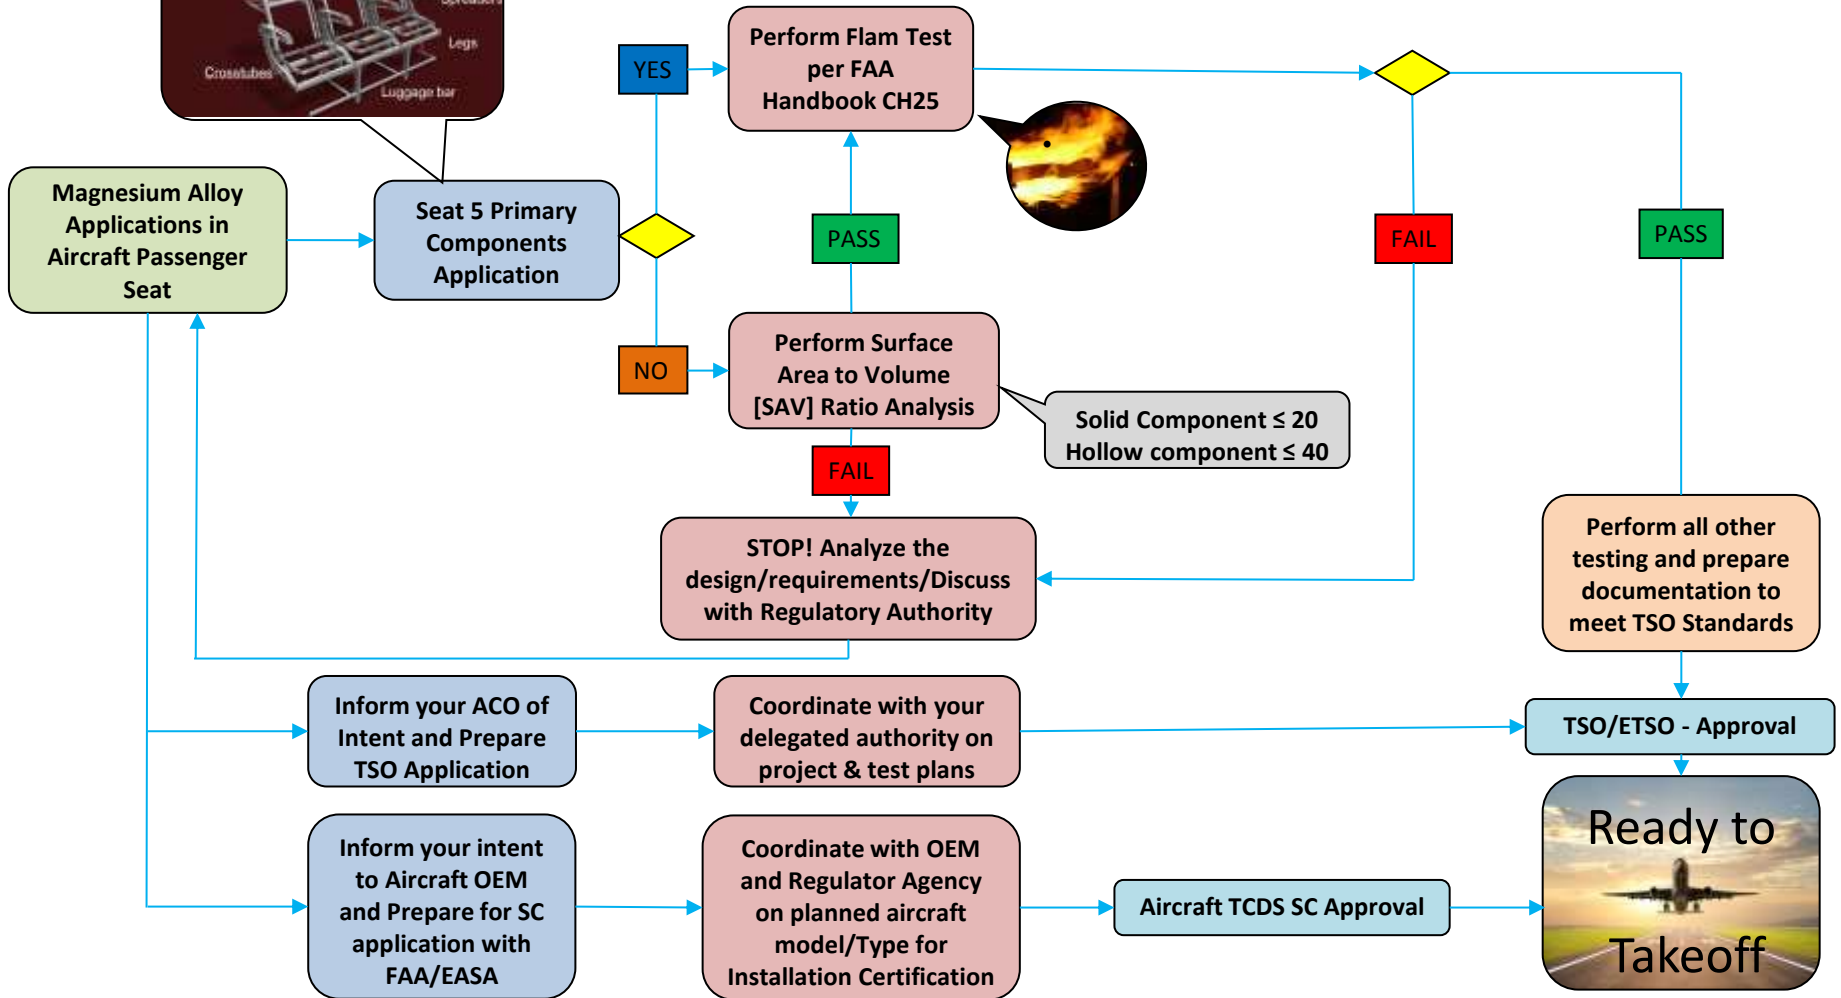 Spreaders
Legs
Crosstubes
Luggage bar
YES
Perform Flam Test
per FAA
Handbook CH25
Magnesium Alloy
Applications in
Aircraft Passenger
Seat
Seat 5 Primary
Components
Application
PASS
FAIL
PASS
NO
Perform Surface
Area to Volume
[SAV] Ratio Analysis
Solid Component ≤ 20
Hollow component ≤ 40
FAIL
STOP! Analyze the
design/requirements/Discuss
with Regulatory Authority
Perform all other
testing and prepare
documentation to
meet TSO Standards
Inform your ACO of
Intent and Prepare
TSO Application
Coordinate with your
delegated authority on
project & test plans
TSO/ETSO - Approval
Inform your intent
to Aircraft OEM
and Prepare for SC
application with
FAA/EASA
Coordinate with OEM
and Regulator Agency
on planned aircraft
model/Type for
Installation Certification
Aircraft TCDS SC Approval
Ready to
Takeoff